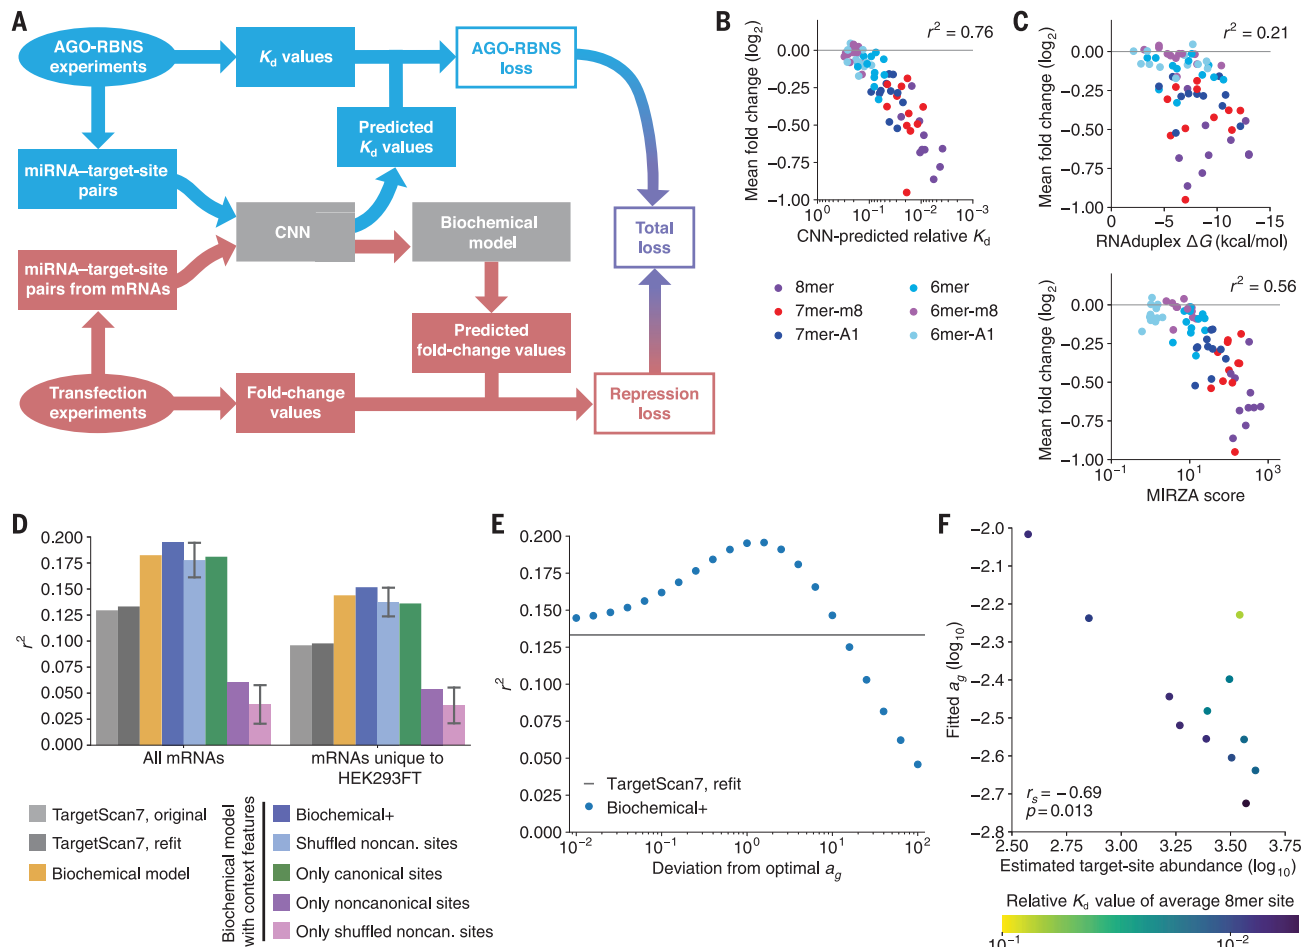 A
AGO-RBNS
experiments
Kd values
AGO-RBNS
loss
Predicted
Kd values
miRNA–target-site
pairs
CNN
Biochemical
model
Total
loss
miRNA–target-site
pairs from mRNAs
Predicted
fold-change values
Transfection
experiments
Fold-change
values
Repression
loss
B
r² = 0.76
Mean fold change (log₂)
0.00
−0.25
−0.50
−0.75
−1.00
10⁰ 10⁻¹ 10⁻² 10⁻³
CNN-predicted relative Kd
8mer
7mer-m8
7mer-A1
6mer
6mer-m8
6mer-A1
C
r² = 0.21
Mean fold change (log₂)
0.00
−0.25
−0.50
−0.75
−1.00
−5 −10 −15
RNAduplex ΔG (kcal/mol)
r² = 0.56
Mean fold change (log₂)
0.00
−0.25
−0.50
−0.75
−1.00
10⁻¹ 10¹ 10³
MIRZA score
D
r²
0.200
0.175
0.150
0.125
0.100
0.075
0.050
0.025
0.000
All mRNAs
mRNAs unique to
HEK293FT
TargetScan7, original
TargetScan7, refit
Biochemical model
Biochemical model
with context features
Biochemical+
Shuffled noncan. sites
Only canonical sites
Only noncanonical sites
Only shuffled noncan. sites
E
r²
0.200
0.175
0.150
0.125
0.100
0.075
0.050
0.025
0.000
TargetScan7, refit
Biochemical+
10⁻² 10⁻¹ 10⁰ 10¹ 10²
Deviation from optimal ag
F
Fitted ag (log₁₀)
−2.0
−2.1
−2.2
−2.3
−2.4
−2.5
−2.6
−2.7
−2.8
rs = −0.69
p = 0.013
2.50 2.75 3.00 3.25 3.50 3.75
Estimated target-site abundance (log₁₀)
Relative Kd value of average 8mer site
10⁻¹ 10⁻²